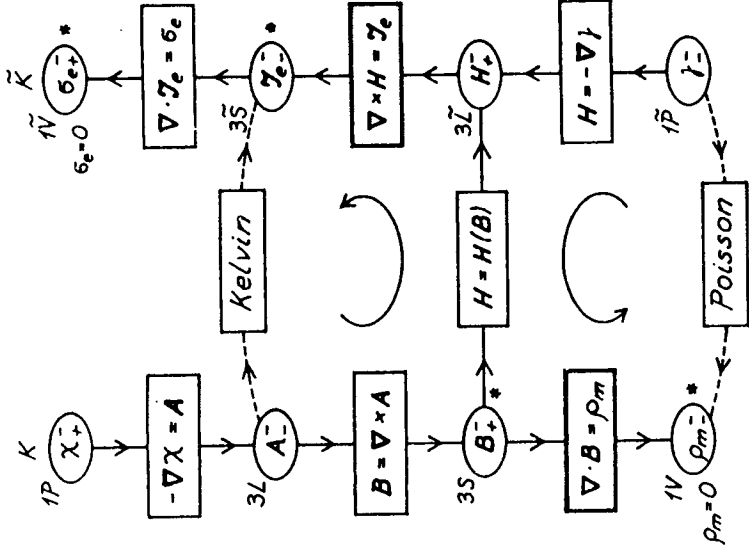 K
K̃
1P
χ⁻₊
1Ṽ
σₑ₊⁻ *
σₑ=0
-∇χ = A
∇·𝒥ₑ = σₑ
3L
A⁻₋
Kelvin
3S̃
𝒥ₑ₋⁻ *
B = ∇×A
∇×H = 𝒥ₑ
3S
B⁻₊ *
H = H(B)
3L̃
H⁻₊
∇·B = ρₘ
H = -∇γ
1V
ρₘ₋⁻ *
ρₘ=0
Poisson
1P̃
γ⁻₋